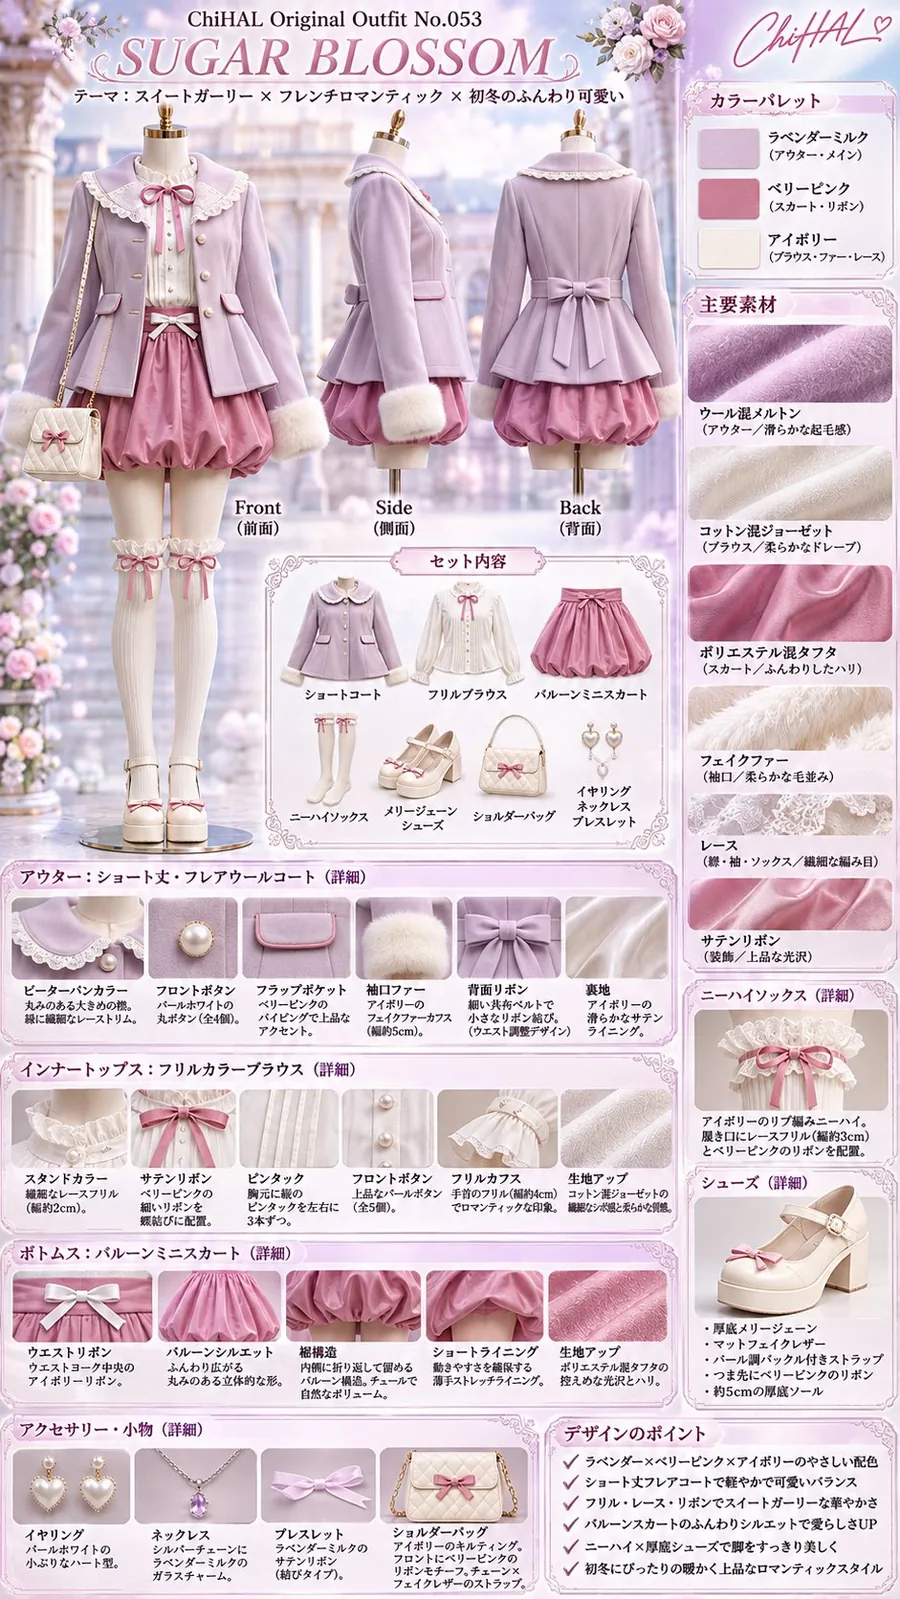 ChiHAL Original Outfit No.053
SUGAR BLOSSOM
テーマ：スイートガーリー × フレンチロマンティック × 初冬のふんわり可愛い
ChiHAL♡
カラーパレット
ラベンダーミルク
（アウター・メイン）
ベリーピンク
（スカート・リボン）
アイボリー
（ブラウス・ファー・レース）
Front
（前面）
Side
（側面）
Back
（背面）
主要素材
ウール混メルトン
（アウター／滑らかな起毛感）
コットン混ジョーゼット
（ブラウス／柔らかなドレープ）
ポリエステル混タフタ
（スカート／ふんわりしたハリ）
フェイクファー
（袖口／柔らかな毛並み）
レース
・袖・ソックス／繊細な編み目）
サテンリボン
（装飾／上品な光沢）
セット内容
ショートコート
フリルブラウス
バルーンミニスカート
ニーハイソックス
メリージェーン
シューズ
ショルダーバッグ
イヤリング
ネックレス
ブレスレット
アウター：ショート丈・フレアウールコート（詳細）
ピーターパンカラー
丸みのある大きめの
に繊細なレーストリム。
フロントボタン
パールホワイトの
丸ボタン（全4個）。
フラップポケット
ベリーピンクの
パイピングで上品な
アクセント。
袖口ファー
アイボリーの
フェイクファーカフス
（約5cm）。
背面リボン
細い共布ベルトで
小さなリボン結び。
（ウエスト調整デザイン）
裏地
アイボリーの
滑らかなサテン
ライニング。
インナートップス：フリルカラーブラウス（詳細）
スタンドカラー
繊細なレースフリル
（約2cm）。
サテンリボン
ベリーピンクの
細いリボンを
蝶結びに配置。
ピンタック
胸元に縦の
ピンタックを左右に
3本ずつ。
フロントボタン
上品なパールボタン
（全5個）。
フリルカフス
手首のフリル（約4cm）
でロマンティックな印象。
生地アップ
コットン混ジョーゼットの
繊細なシボ感と柔らかな質感。
ボトムス：バルーンミニスカート（詳細）
ウエストリボン
ウエストヨーク中央の
アイボリーリボン。
バルーンシルエット
ふんわり広がる
丸みのある立体的な形。
裾構造
内側に折り返して留める
バルーン構造。チュールで
自然なボリューム。
ショートライニング
動きやすさを確保する
薄手ストレッチライニング。
生地アップ
ポリエステル混タフタの
控えめな光沢とハリ。
ニーハイソックス（詳細）
アイボリーのリブ編みニーハイ。
履き口にレースフリル（約3cm）
とベリーピンクのリボンを配置。
シューズ（詳細）
・厚底メリージェーン
・マットフェイクレザー
・パール調バックル付きストラップ
・つま先にベリーピンクのリボン
・約5cmの厚底ソール
アクセサリー・小物（詳細）
イヤリング
パールホワイトの
小ぶりなハート型。
ネックレス
シルバーチェーンに
ラベンダーミルクの
ガラスチャーム。
ブレスレット
ラベンダーミルクの
サテンリボン
（結びタイプ）。
ショルダーバッグ
アイボリーのキルティング。
フロントにベリーピンクの
リボンモチーフ。チェーン×
フェイクレザーのストラップ。
デザインのポイント
✓ ラベンダー×ベリーピンク×アイボリーのやさしい配色
✓ ショート丈フレアコートで軽やかで可愛いバランス
✓ フリル・レース・リボンでスイートガーリーな華やかさ
✓ バルーンスカートのふんわりシルエットで愛らしさUP
✓ ニーハイ×厚底シューズで脚をすっきり美しく
✓ 初冬にぴったりの暖かく上品なロマンティックスタイル